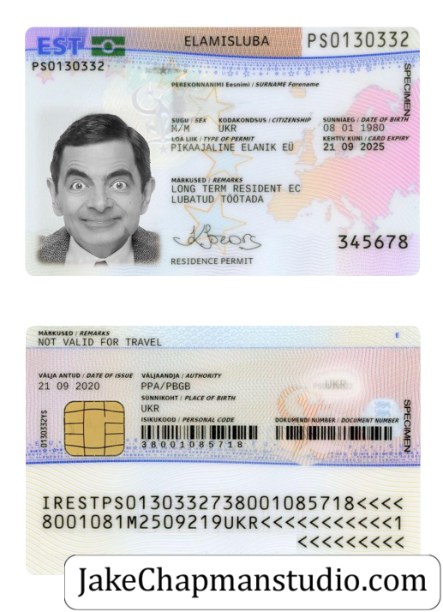 EST ELAMISLUBA PS0130332
PS0130332
SPECIMEN
PEREKONNANIMI Eesnimi / SURNAME Forename
SUGU / SEX KODAKONDSUS / CITIZENSHIP SÜNNIAEG / DATE OF BIRTH
M/M UKR 08 01 1980
LOA LIIK / TYPE OF PERMIT KEHTIV KUNI / CARD EXPIRY
PIKAAJALINE ELANIK EÜ 21 09 2025
MÄRKUSED / REMARKS
LONG TERM RESIDENT EC
LUBATUD TÖÖTADA
345678
RESIDENCE PERMIT
MÄRKUSED / REMARKS
NOT VALID FOR TRAVEL
VÄLJA ANTUD / DATE OF ISSUE VÄLJAANDJA / AUTHORITY
21 09 2020 PPA/PBGB
UKR
SÜNNIKOHT / PLACE OF BIRTH
UKR
ISIKUKOOD / PERSONAL CODE DOKUMENDI NUMBER / DOCUMENT NUMBER
38001085718
SPECIMEN
IRESTPS0130332738001085718<<<<
8001081M2509219UKR<<<<<<<<<<<1
<<<<<<<<<
JakeChapmanstudio.com